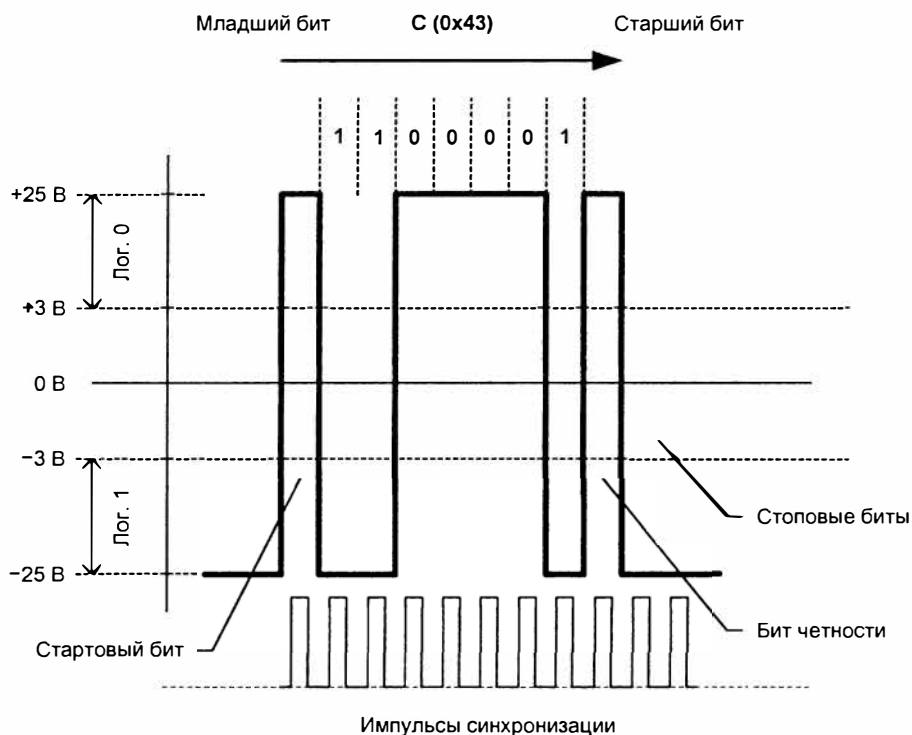 Младший бит
С (0x43)
Старший бит
1 1 0 0 0 0 1
+25 В
Лог. 0
+3 В
0 В
−3 В
Лог. 1
−25 В
Стоповые биты
Бит четности
Стартовый бит
Импульсы синхронизации